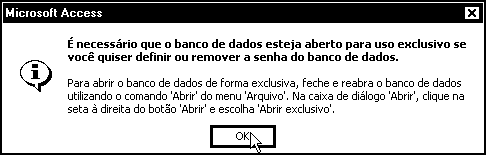 Microsoft Access
É necessário que o banco de dados esteja aberto para uso exclusivo se
você quiser definir ou remover a senha do banco de dados.
Para abrir o banco de dados de forma exclusiva, feche e reabra o banco de dados
utilizando o comando 'Abrir' do menu 'Arquivo'. Na caixa de diálogo 'Abrir', clique na
seta à direita do botão 'Abrir' e escolha 'Abrir exclusivo'.
OK